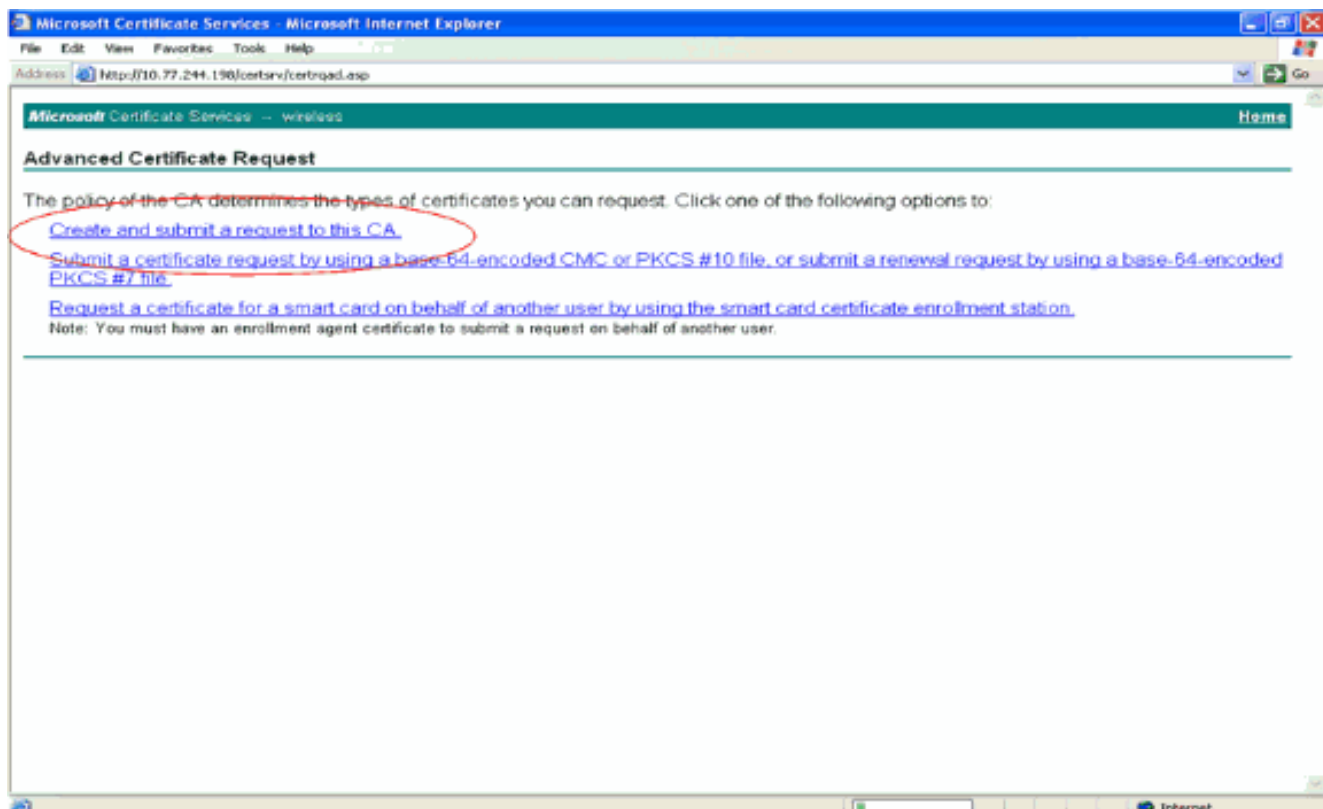 Microsoft Certificate Services - Microsoft Internet Explorer
File Edit View Favorites Tools Help
Address http://10.77.244.198/certsrv/certrqad.asp Go
Microsoft Certificate Services -- wireless Home
Advanced Certificate Request
The policy of the CA determines the types of certificates you can request. Click one of the following options to:
Create and submit a request to this CA.
Submit a certificate request by using a base-64-encoded CMC or PKCS #10 file, or submit a renewal request by using a base-64-encoded
PKCS #7 file.
Request a certificate for a smart card on behalf of another user by using the smart card certificate enrollment station.
Note: You must have an enrollment agent certificate to submit a request on behalf of another user.
Internet